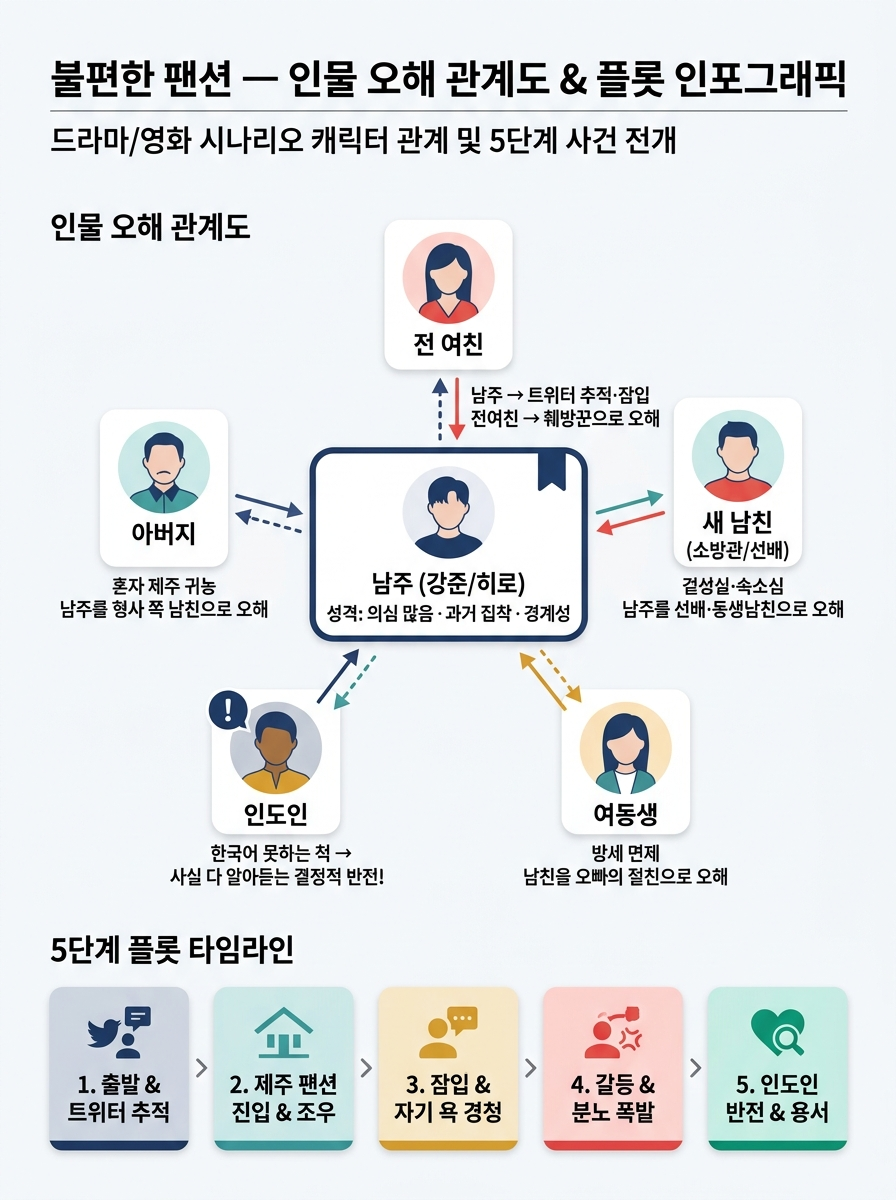 불편한 팬션 — 인물 오해 관계도 & 플롯 인포그래픽
드라마/영화 시나리오 캐릭터 관계 및 5단계 사건 전개
인물 오해 관계도
전 여친
남주 → 트위터 추적·잠입
전여친 → 훼방꾼으로 오해
아버지
혼자 제주 귀농
남주를 형사 쪽 남친으로 오해
남주 (강준/히로)
성격: 의심 많음 · 과거 집착 · 경계성
새 남친
(소방관/선배)
겉성실·속소심
남주를 선배·동생남친으로 오해
!
인도인
한국어 못하는 척 →
사실 다 알아듣는 결정적 반전!
여동생
방세 면제
남친을 오빠의 절친으로 오해
5단계 플롯 타임라인
1. 출발 &
트위터 추적
2. 제주 팬션
진입 & 조우
3. 잠입 &
자기 욕 경청
4. 갈등 &
분노 폭발
5. 인도인
반전 & 용서